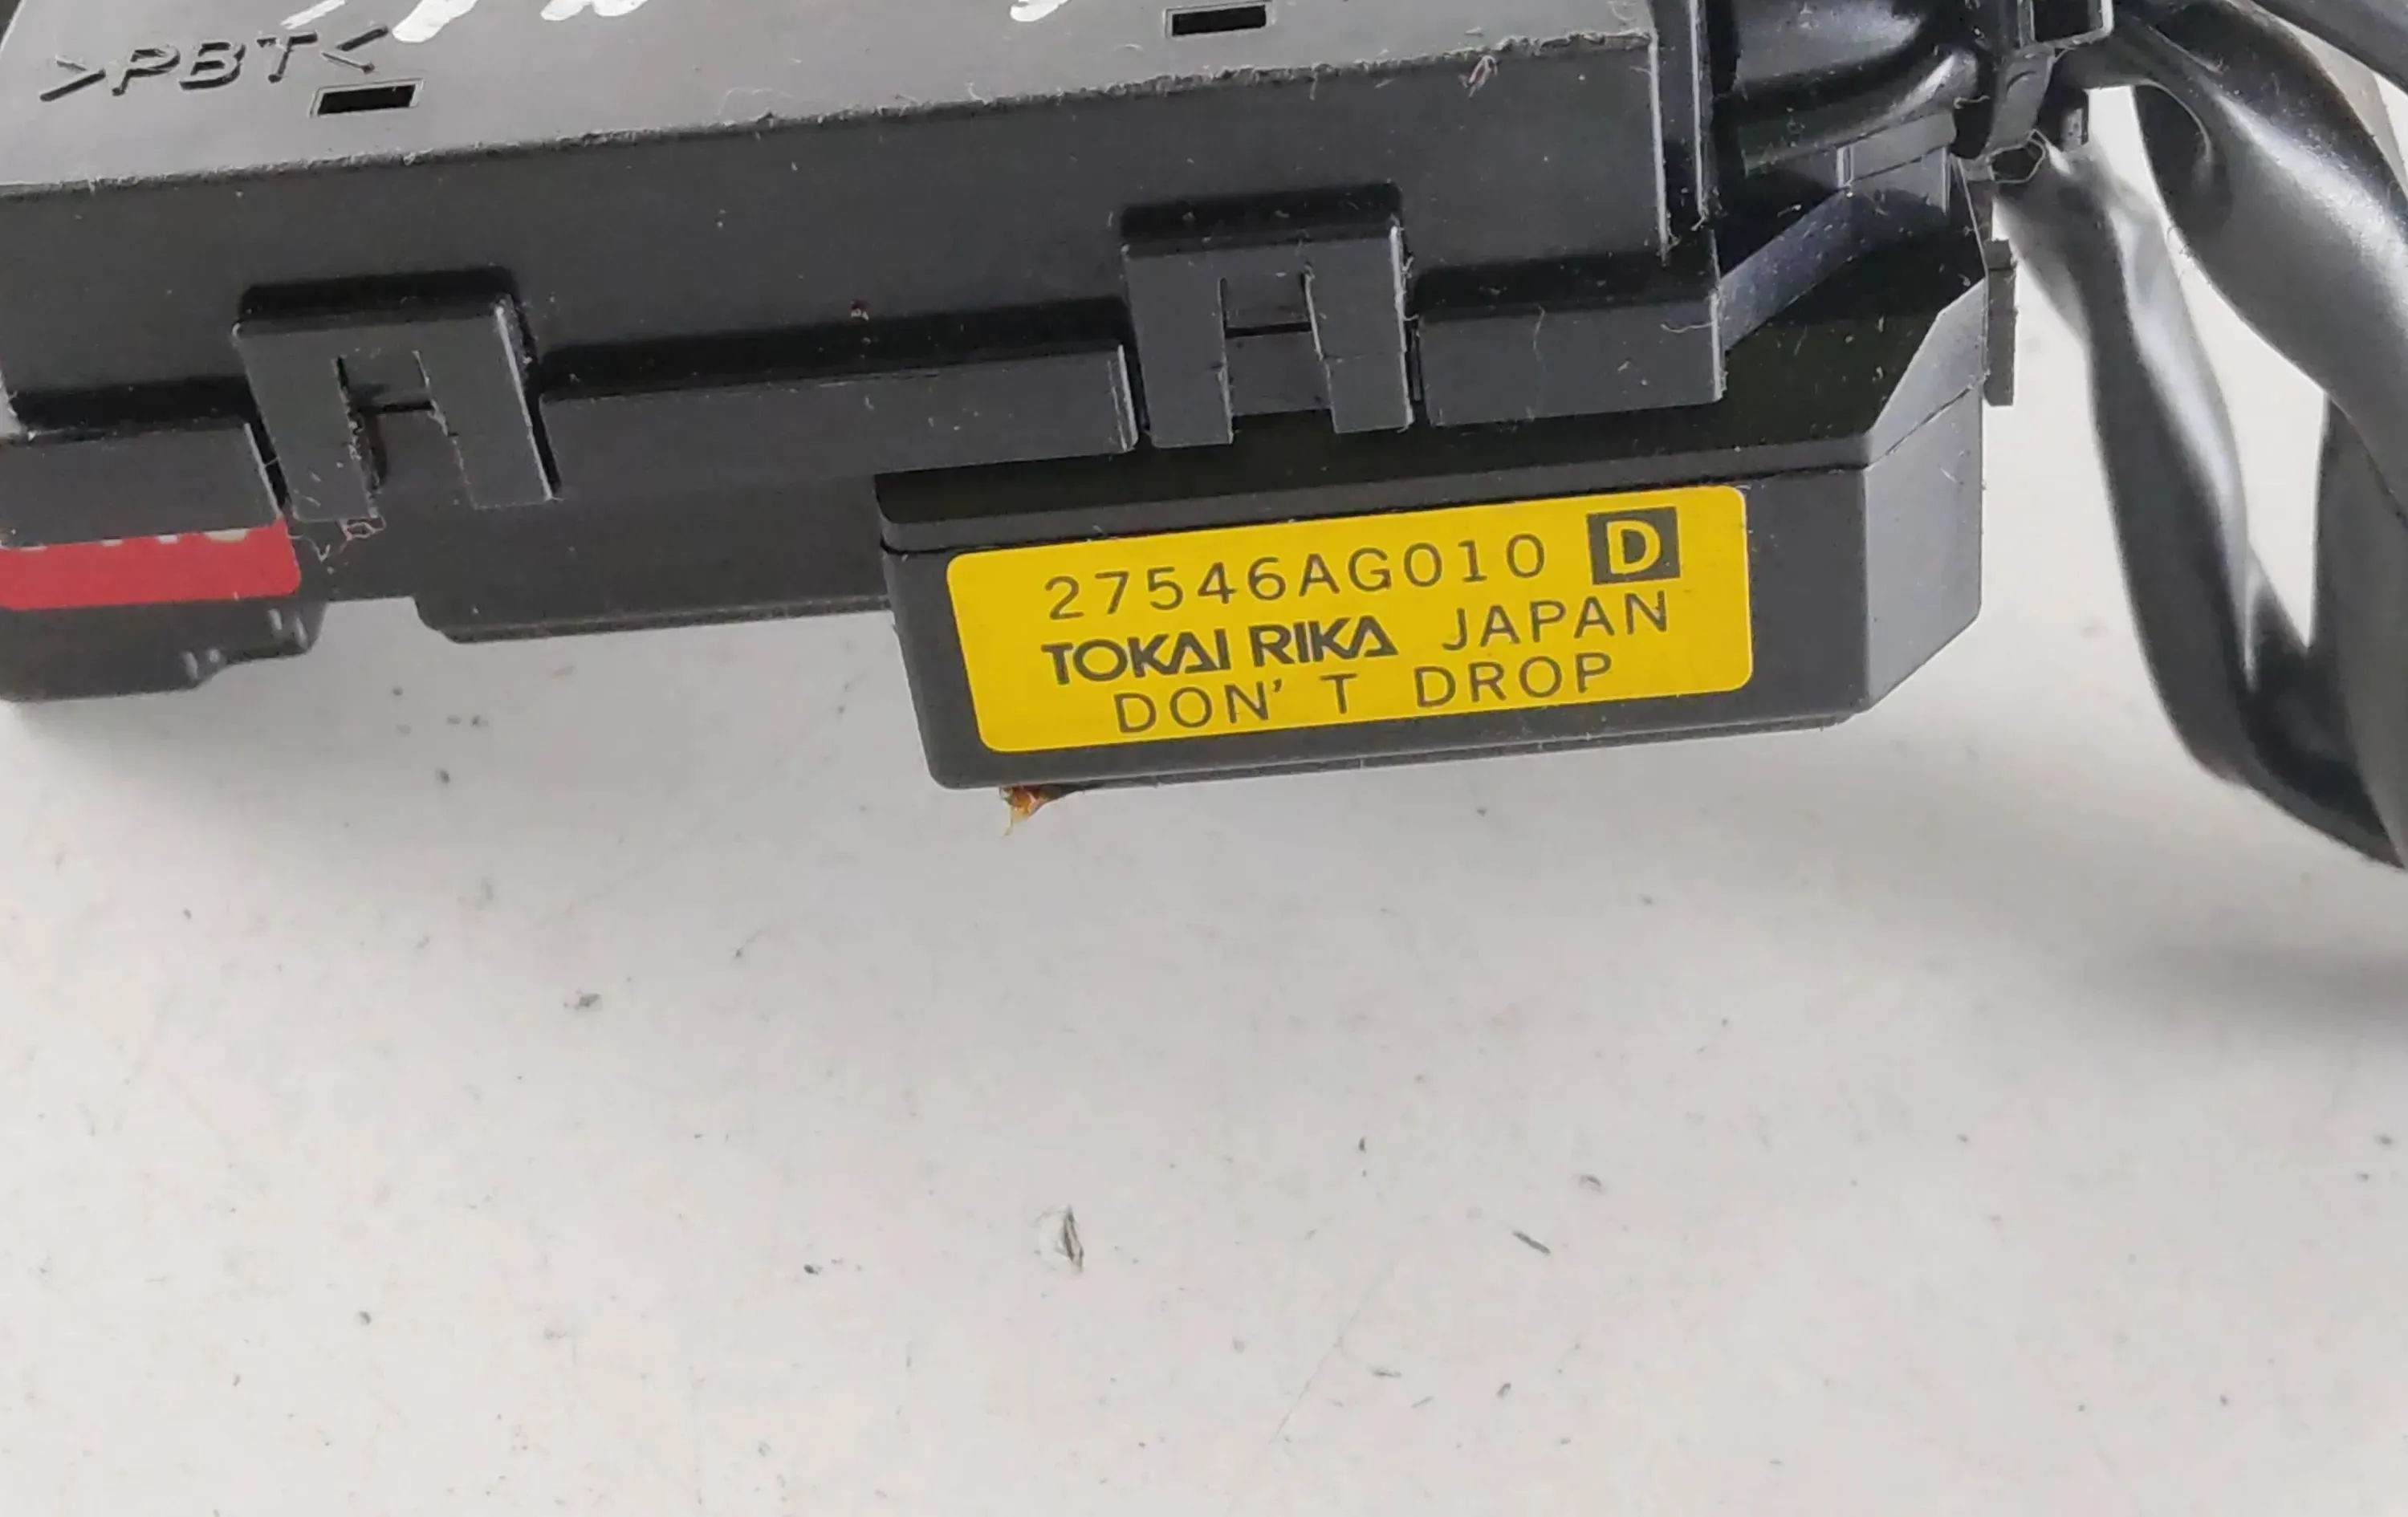 >PBT<
27546AG010 D
TOKAI RIKA JAPAN
DON'T DROP